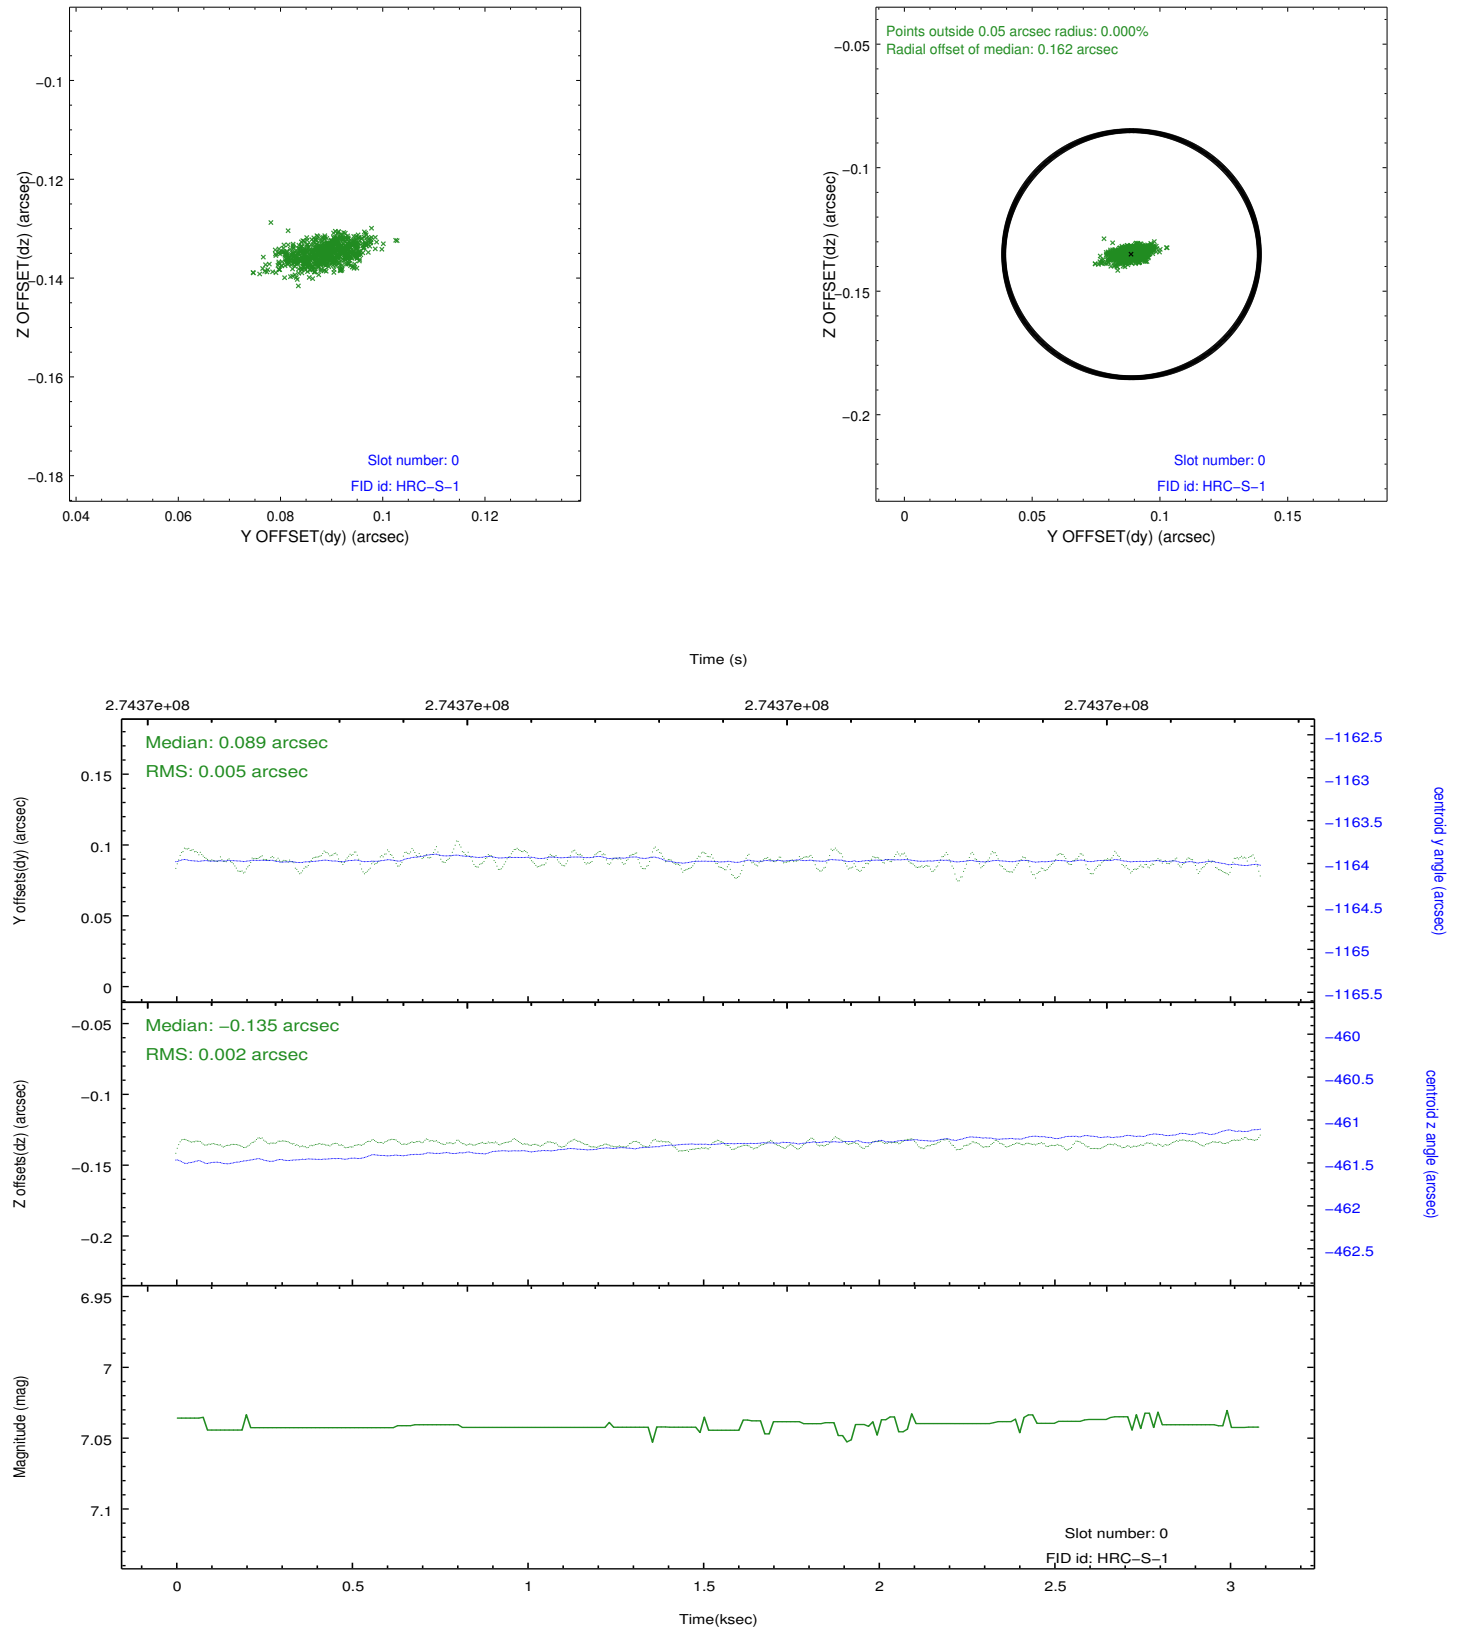 −0.1
−0.12
−0.14
−0.16
−0.18
Z OFFSET(dz) (arcsec)
Slot number: 0
FID id: HRC−S−1
0.04 0.06 0.08 0.1 0.12
Y OFFSET(dy) (arcsec)
Points outside 0.05 arcsec radius: 0.000%
Radial offset of median: 0.162 arcsec
−0.05
−0.1
−0.15
−0.2
Z OFFSET(dz) (arcsec)
Slot number: 0
FID id: HRC−S−1
0 0.05 0.1 0.15
Y OFFSET(dy) (arcsec)
Time (s)
2.7437e+08 2.7437e+08 2.7437e+08 2.7437e+08
Median: 0.089 arcsec
RMS: 0.005 arcsec
0.15
0.1
0.05
0
Y offsets(dy) (arcsec)
−1162.5
−1163
−1163.5
−1164
−1164.5
−1165
−1165.5
centroid y angle (arcsec)
Median: −0.135 arcsec
RMS: 0.002 arcsec
−0.05
−0.1
−0.15
−0.2
Z offsets(dz) (arcsec)
−460
−460.5
−461
−461.5
−462
−462.5
centroid z angle (arcsec)
6.95
7
7.05
7.1
Magnitude (mag)
Slot number: 0
FID id: HRC−S−1
0 0.5 1 1.5 2 2.5 3
Time(ksec)